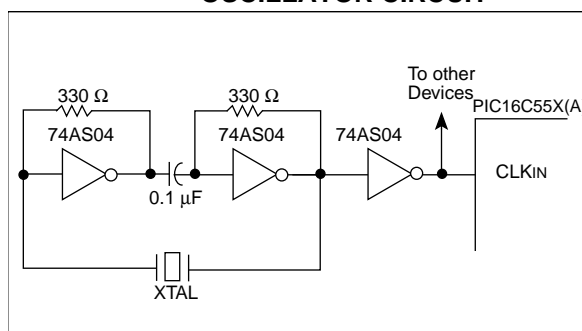 OSCILLATOR CIRCUIT
To other
Devices
330 Ω
330 Ω
PIC16C55X(A
74AS04
74AS04
74AS04
CLKIN
0.1 µF
XTAL